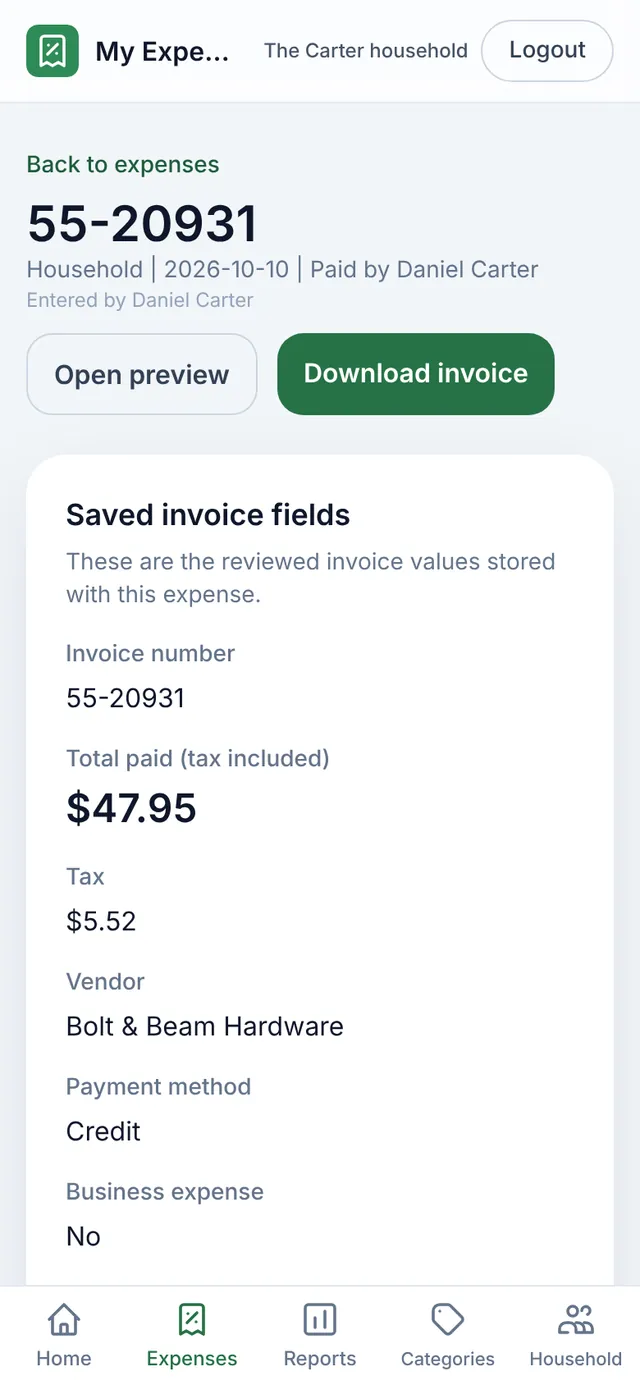 My Expe...
The Carter household
Logout
Back to expenses
55-20931
Household | 2026-10-10 | Paid by Daniel Carter
Entered by Daniel Carter
Open preview
Download invoice
Saved invoice fields
These are the reviewed invoice values stored
with this expense.
Invoice number
55-20931
Total paid (tax included)
$47.95
Tax
$5.52
Vendor
Bolt & Beam Hardware
Payment method
Credit
Business expense
No
Home
Expenses
Reports
Categories
Household